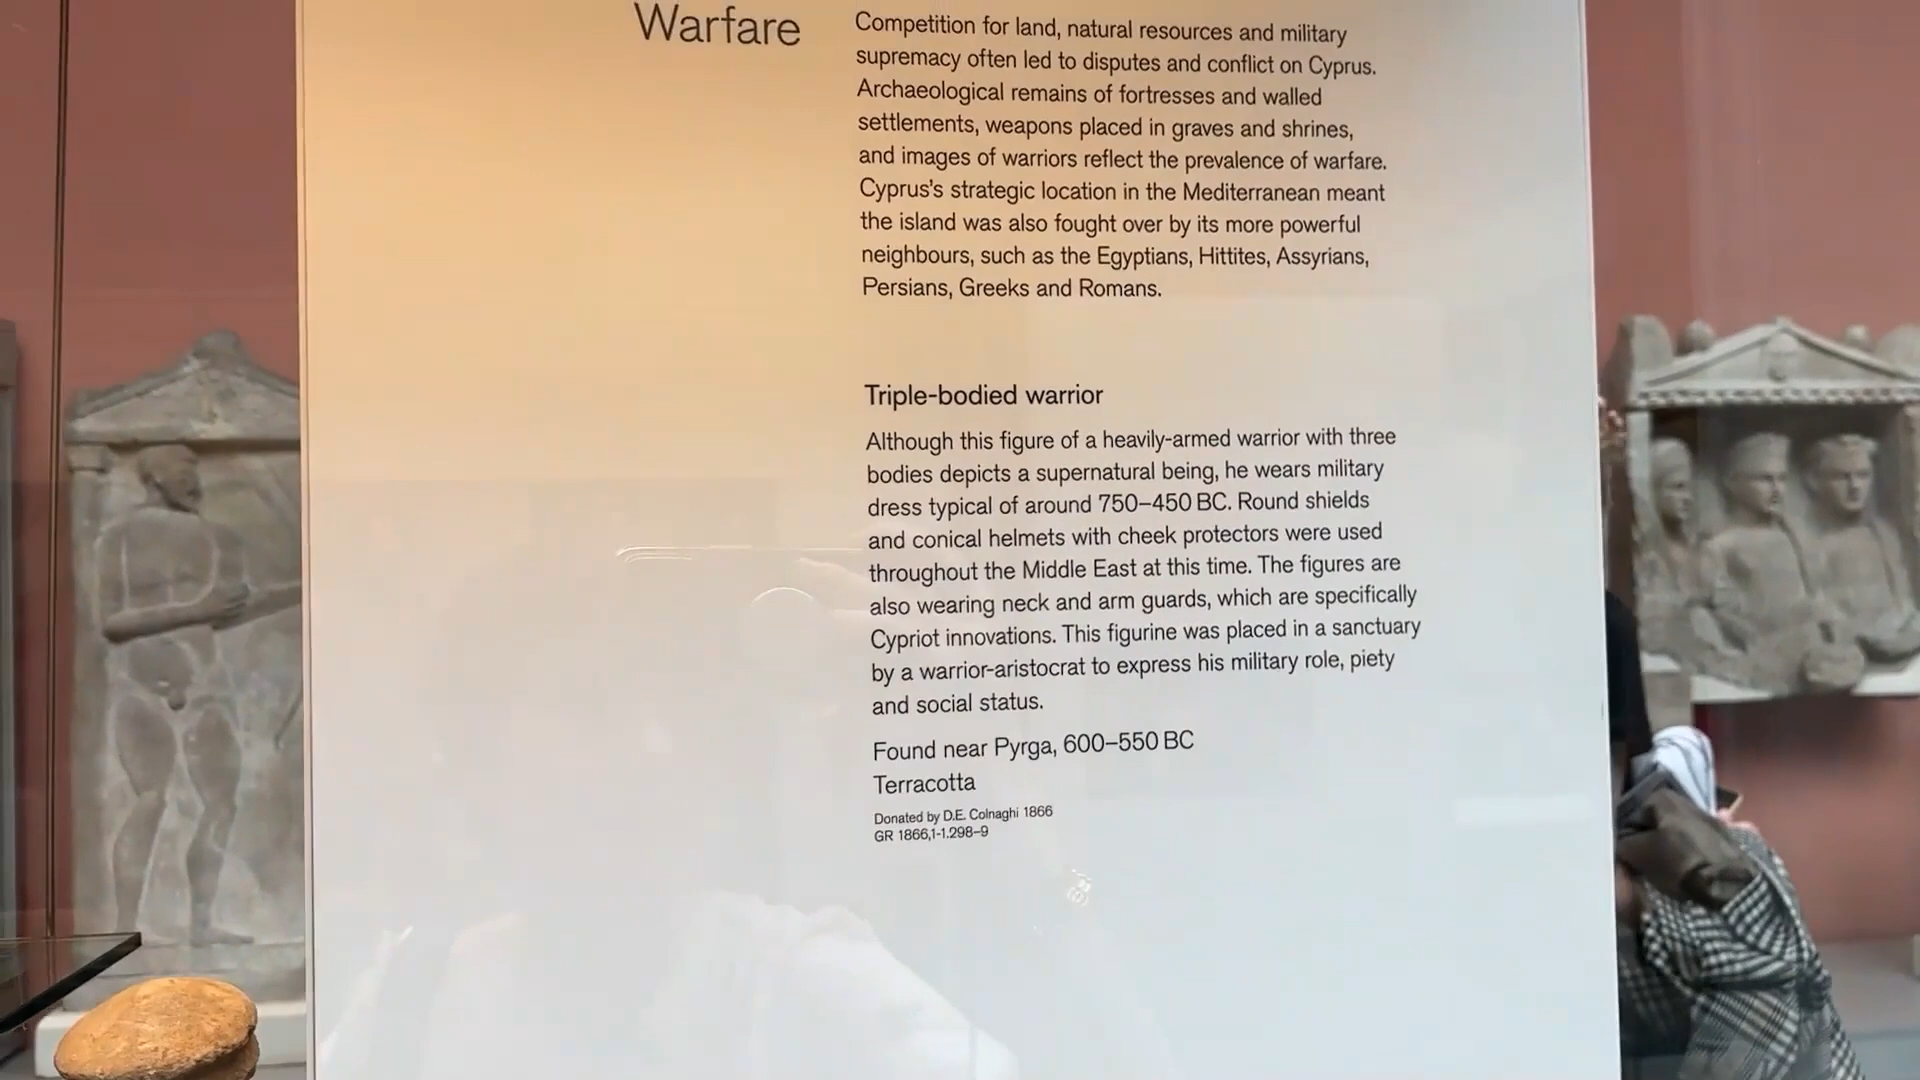 Warfare
Competition for land, natural resources and military
supremacy often led to disputes and conflict on Cyprus.
Archaeological remains of fortresses and walled
settlements, weapons placed in graves and shrines,
and images of warriors reflect the prevalence of warfare.
Cyprus's strategic location in the Mediterranean meant
the island was also fought over by its more powerful
neighbours, such as the Egyptians, Hittites, Assyrians,
Persians, Greeks and Romans.
Triple-bodied warrior
Although this figure of a heavily-armed warrior with three
bodies depicts a supernatural being, he wears military
dress typical of around 750–450 BC. Round shields
and conical helmets with cheek protectors were used
throughout the Middle East at this time. The figures are
also wearing neck and arm guards, which are specifically
Cypriot innovations. This figurine was placed in a sanctuary
by a warrior-aristocrat to express his military role, piety
and social status.
Found near Pyrga, 600–550 BC
Terracotta
Donated by D.E. Colnaghi 1866
GR 1866,1-1.298–9